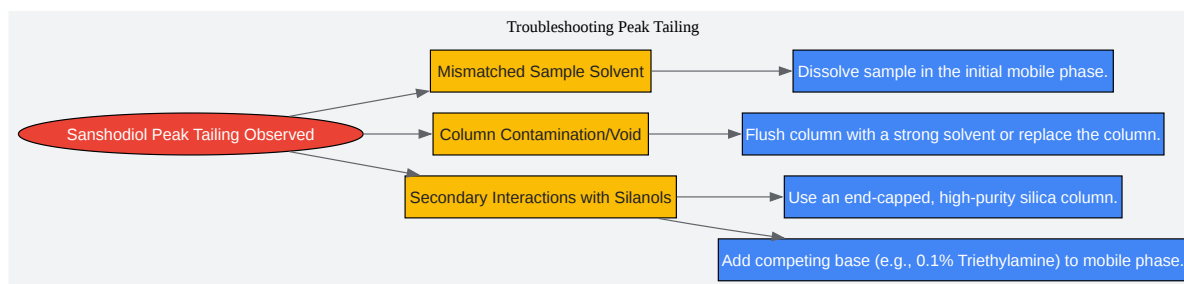 Troubleshooting Peak Tailing
Mismatched Sample Solvent
Dissolve sample in the initial mobile phase.
Sanshodiol Peak Tailing Observed
Column Contamination/Void
Flush column with a strong solvent or replace the column.
Secondary Interactions with Silanols
Use an end-capped, high-purity silica column.
Add competing base (e.g., 0.1% Triethylamine) to mobile phase.